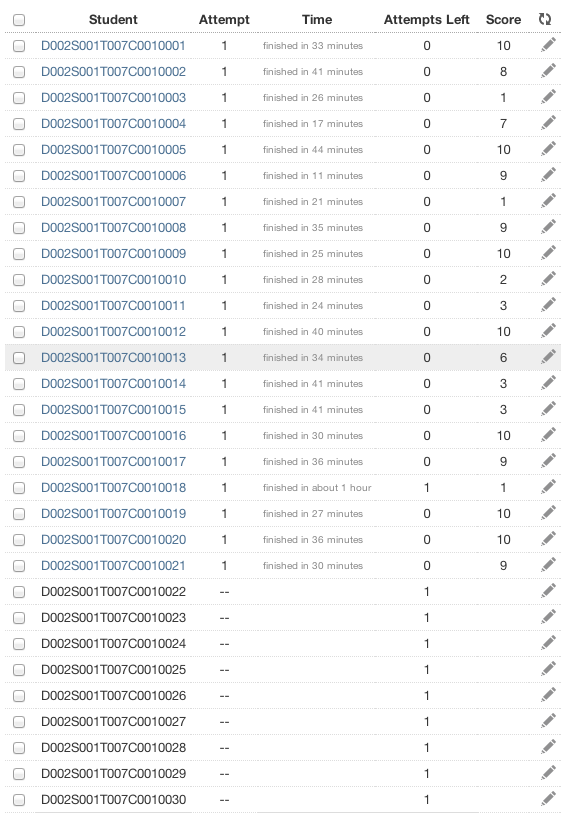 Student Attempt Time Attempts Left Score
D002S001T007C0010001 1 finished in 33 minutes 0 10
D002S001T007C0010002 1 finished in 41 minutes 0 8
D002S001T007C0010003 1 finished in 26 minutes 0 1
D002S001T007C0010004 1 finished in 17 minutes 0 7
D002S001T007C0010005 1 finished in 44 minutes 0 10
D002S001T007C0010006 1 finished in 11 minutes 0 9
D002S001T007C0010007 1 finished in 21 minutes 0 1
D002S001T007C0010008 1 finished in 35 minutes 0 9
D002S001T007C0010009 1 finished in 25 minutes 0 10
D002S001T007C0010010 1 finished in 28 minutes 0 2
D002S001T007C0010011 1 finished in 24 minutes 0 3
D002S001T007C0010012 1 finished in 40 minutes 0 10
D002S001T007C0010013 1 finished in 34 minutes 0 6
D002S001T007C0010014 1 finished in 41 minutes 0 3
D002S001T007C0010015 1 finished in 41 minutes 0 3
D002S001T007C0010016 1 finished in 30 minutes 0 10
D002S001T007C0010017 1 finished in 36 minutes 0 9
D002S001T007C0010018 1 finished in about 1 hour 1 1
D002S001T007C0010019 1 finished in 27 minutes 0 10
D002S001T007C0010020 1 finished in 36 minutes 0 10
D002S001T007C0010021 1 finished in 30 minutes 0 9
D002S001T007C0010022 -- 1
D002S001T007C0010023 -- 1
D002S001T007C0010024 -- 1
D002S001T007C0010025 -- 1
D002S001T007C0010026 -- 1
D002S001T007C0010027 -- 1
D002S001T007C0010028 -- 1
D002S001T007C0010029 -- 1
D002S001T007C0010030 -- 1